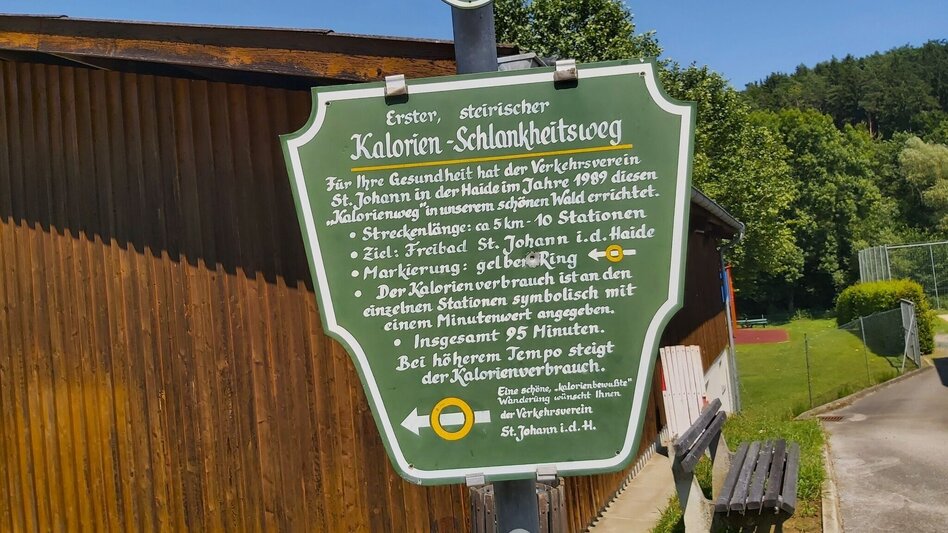 Erster, steirischer
Kalorien-Schlankheitsweg
Für Ihre Gesundheit hat der Verkehrsverein
St. Johann in der Haide im Jahre 1989 diesen
„Kalorienweg" in unserem schönen Wald errichtet.
• Streckenlänge: ca 5 km - 10 Stationen
• Ziel: Freibad St. Johann i.d. Haide
• Markierung: gelber Ring
• Der Kalorienverbrauch ist an den
einzelnen Stationen symbolisch mit
einem Minutenwert angegeben.
• Insgesamt 95 Minuten.
Bei höherem Tempo steigt
der Kalorienverbrauch.
Eine schöne, „kalorienbewußte"
Wanderung wünscht Ihnen
der Verkehrsverein
St. Johann i.d.H.